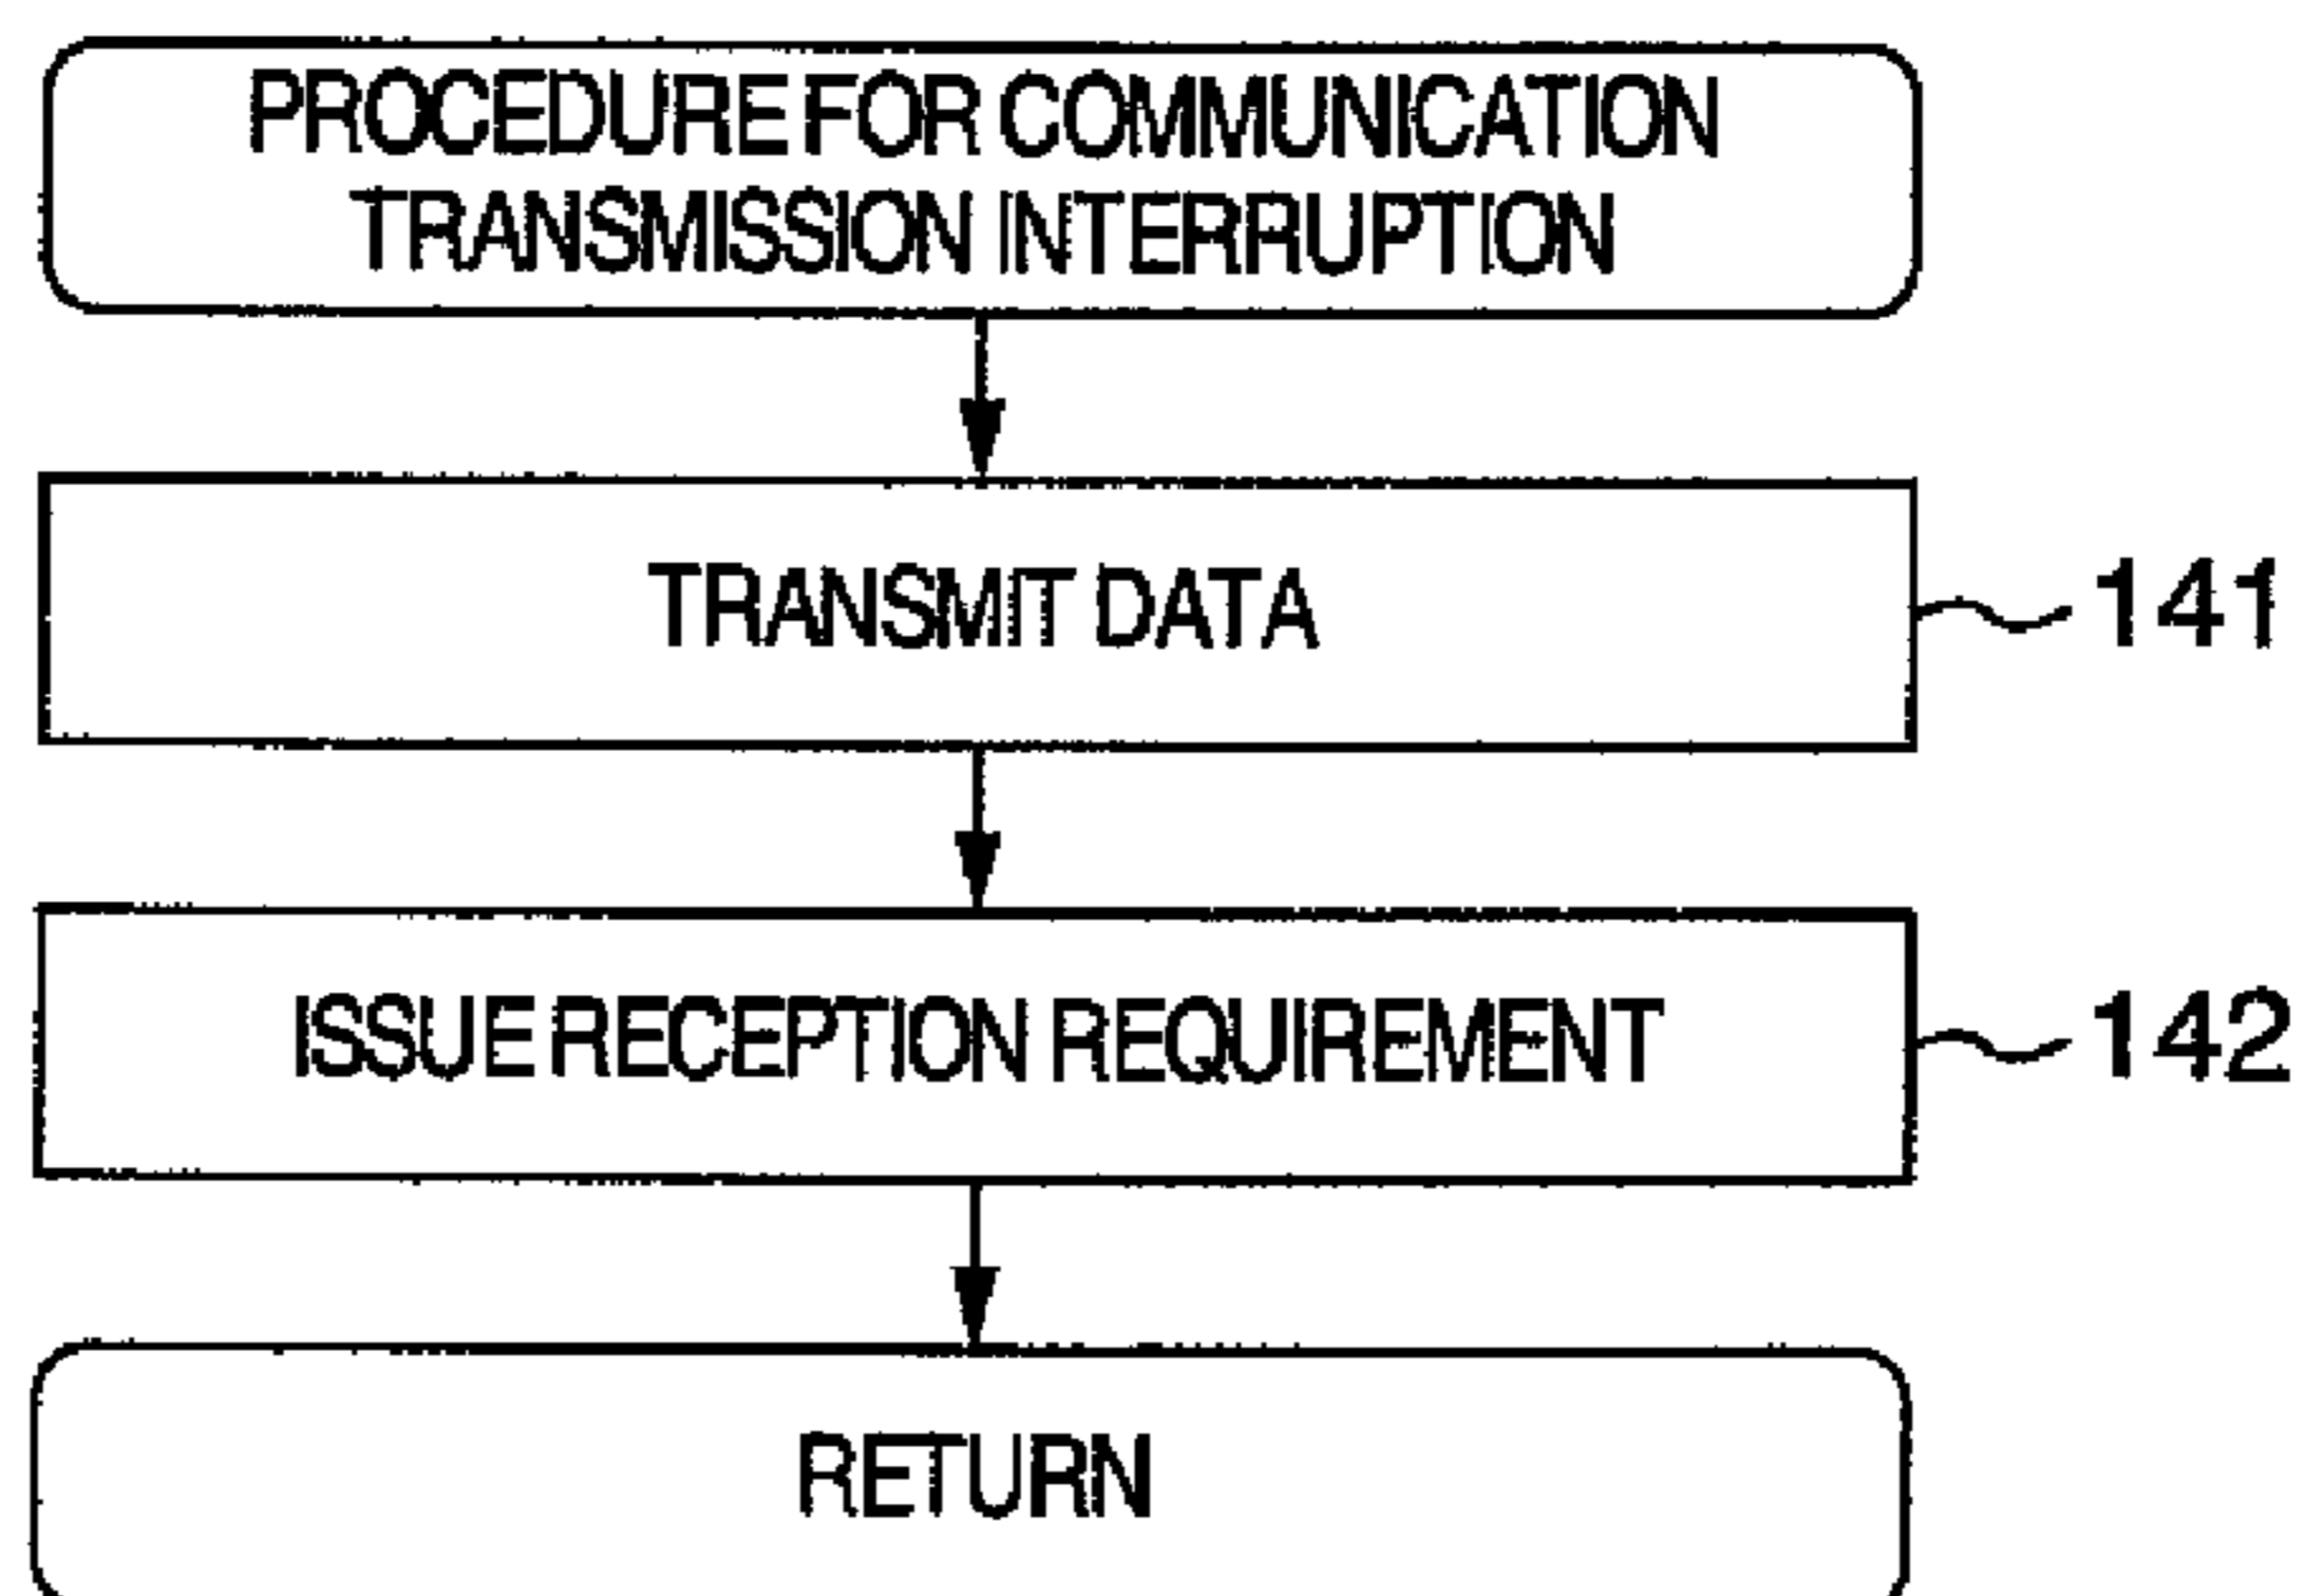 PROCEDURE FOR COMMUNICATION
TRANSMISSION INTERRUPTION
TRANSMIT DATA
141
ISSUE RECEPTION REQUIREMENT
142
RETURN